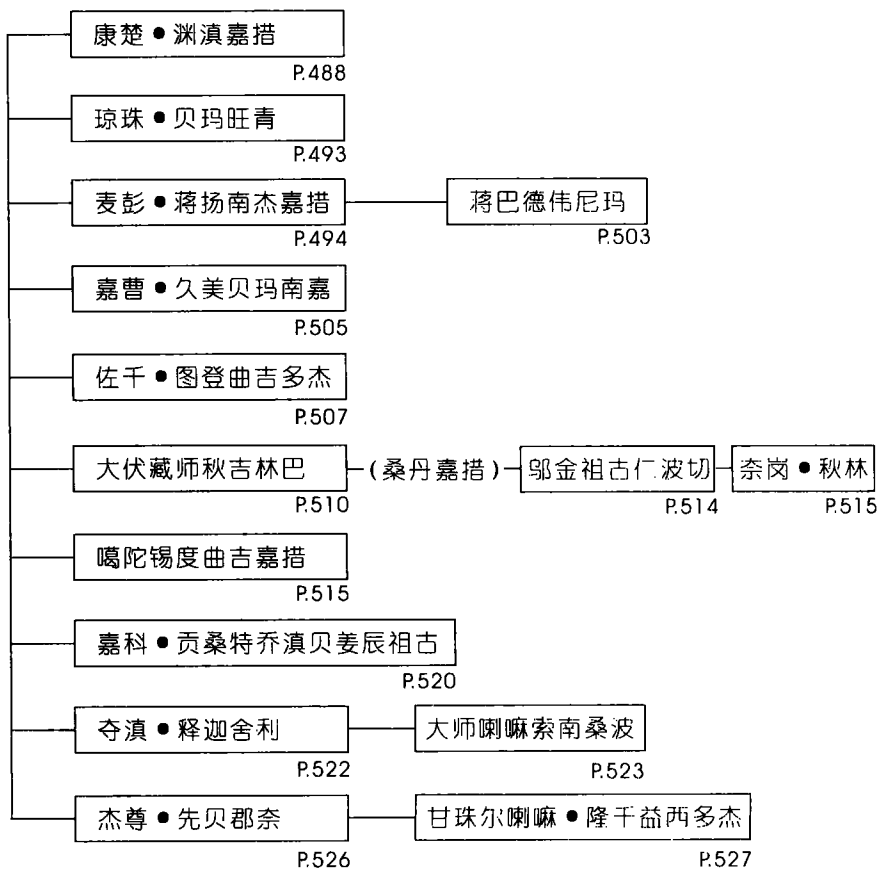 康楚●渊滇嘉措
P.488
琼珠●贝玛旺青
P.493
麦彭●蒋扬南杰嘉措 蒋巴德伟尼玛
P.494 P.503
嘉曹●久美贝玛南嘉
P.505
佐千●图登曲吉多杰
P.507
大伏藏师秋吉林巴 (桑丹嘉措) 邬金祖古仁波切 奈岗●秋林
P.510 P.514 P.515
噶陀锡度曲吉嘉措
P.515
嘉科●贡桑特乔滇贝姜辰祖古
P.520
夺滇●释迦舍利 大师喇嘛索南桑波
P.522 P.523
杰尊●先贝郡奈 甘珠尔喇嘛●隆千益西多杰
P.526 P.527